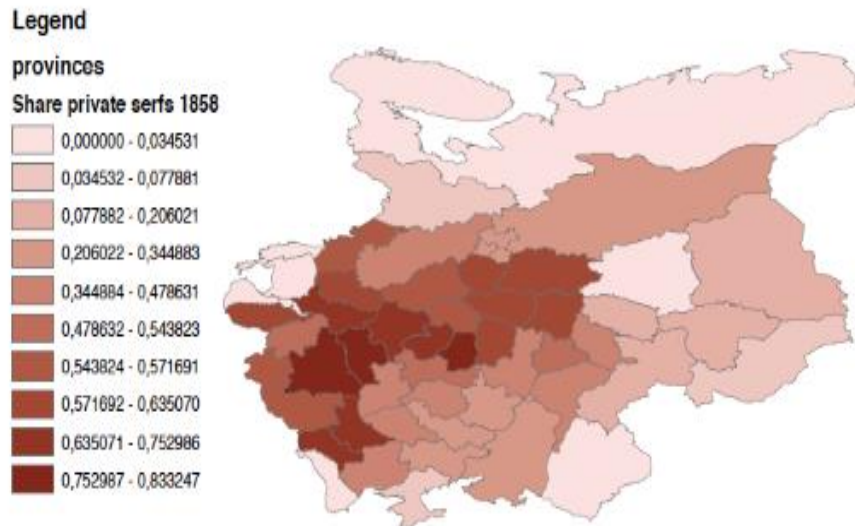 Legend
provinces
Share private serfs 1858
0,000000 - 0,034531
0,034532 - 0,077881
0,077882 - 0,206021
0,206022 - 0,344883
0,344884 - 0,478631
0,478632 - 0,543823
0,543824 - 0,571691
0,571692 - 0,635070
0,635071 - 0,752986
0,752987 - 0,833247